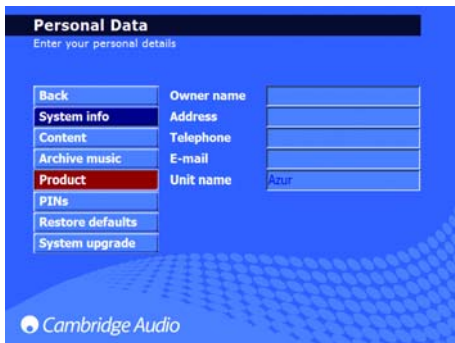 Personal Data
Enter your personal details
Back
System info
Content
Archive music
Product
PINs
Restore defaults
System upgrade
Owner name
Address
Telephone
E-mail
Unit name Azur
Cambridge Audio